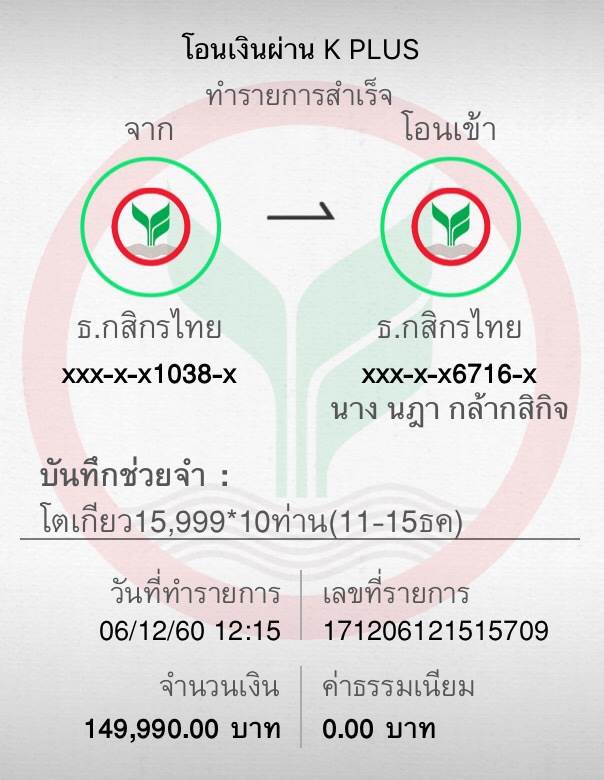 โอนเงินผ่าน K PLUS
ทำรายการสำเร็จ
จาก
โอนเข้า
ธ.กสิกรไทย
ธ.กสิกรไทย
xxx-x-x1038-x
xxx-x-x6716-x
นาง นฎา กล้ากสิกิจ
บันทึกช่วยจำ :
โตเกียว15,999*10ท่าน(11-15ธค)
วันที่ทำรายการ
เลขที่รายการ
06/12/60 12:15
171206121515709
จำนวนเงิน
ค่าธรรมเนียม
149,990.00 บาท
0.00 บาท